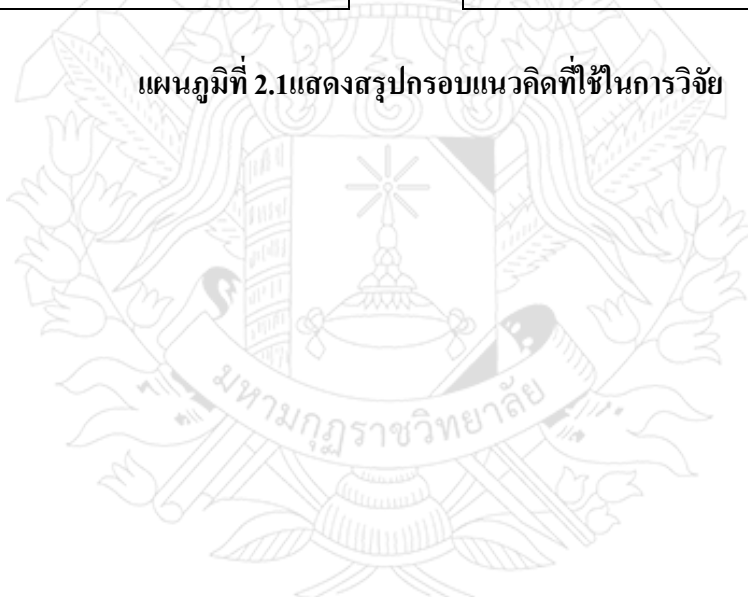 แผนภูมิที่ 2.1แสดงสรุปกรอบแนวคิดที่ใช้ในการวิจัย
มหามกุฏราชวิทยาลัย